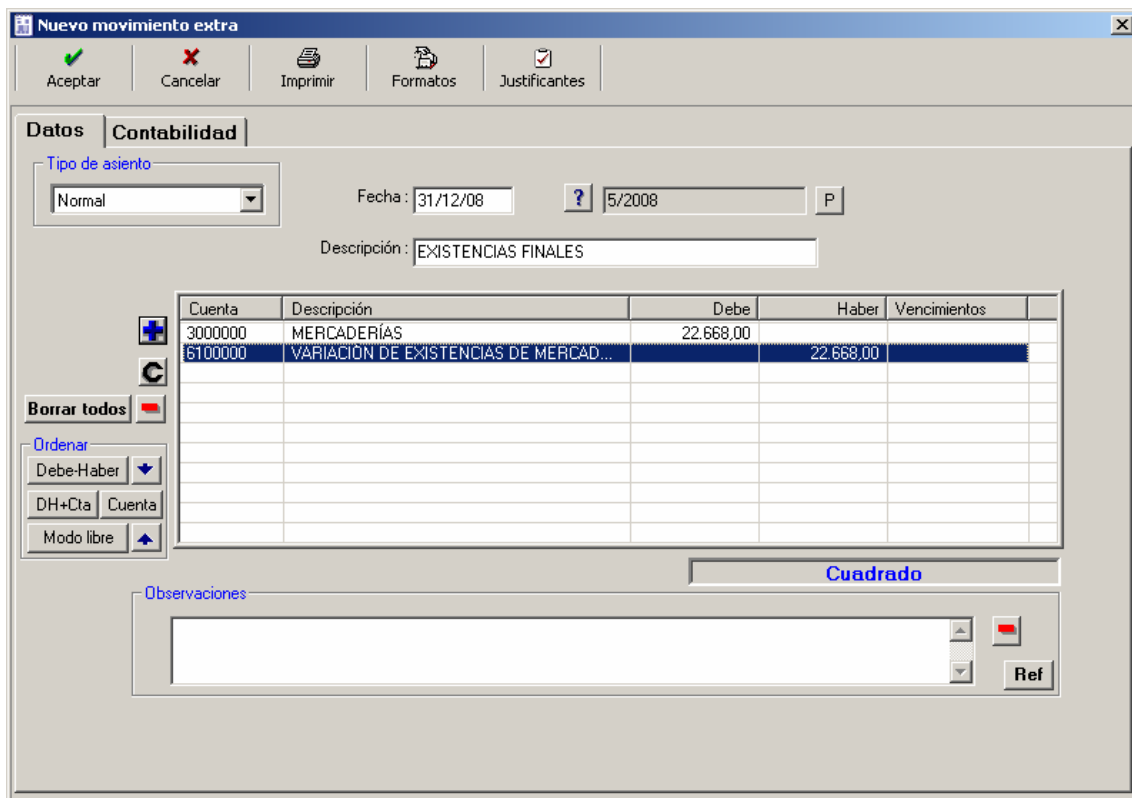 Nuevo movimiento extra
Aceptar Cancelar Imprimir Formatos Justificantes
Datos Contabilidad
Tipo de asiento
Normal Fecha : 31/12/08 ? 5/2008 P
Descripción : EXISTENCIAS FINALES
Cuenta Descripción Debe Haber Vencimientos
3000000 MERCADERÍAS 22.668,00
6100000 VARIACIÓN DE EXISTENCIAS DE MERCAD... 22.668,00
C
Borrar todos
Ordenar
Debe-Haber
DH+Cta Cuenta
Modo libre
Cuadrado
Observaciones
Ref